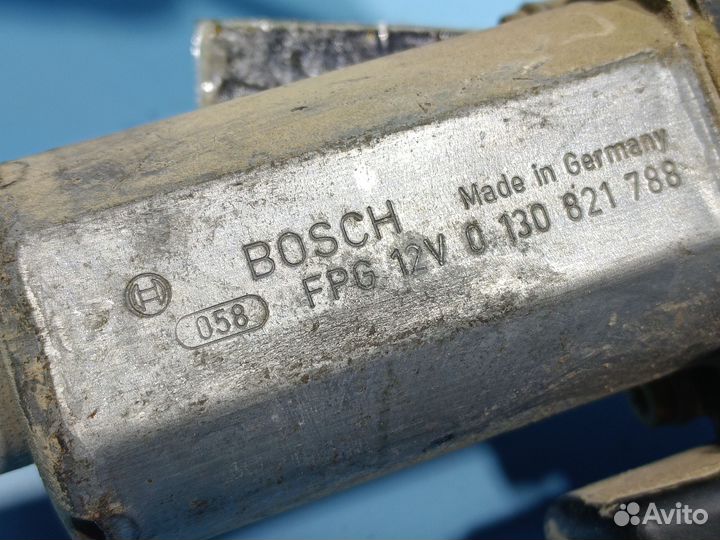 BOSCH
Made in Germany
058
FPG 12V 0 130 821 788
Avito